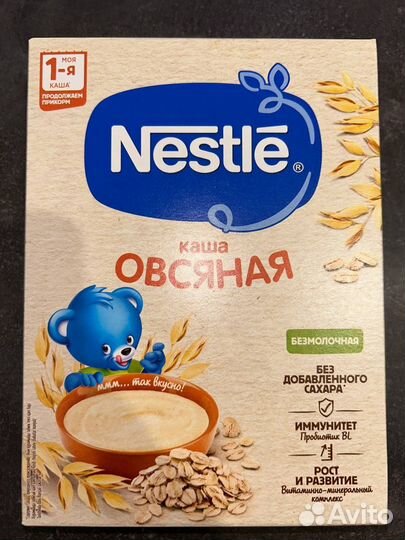 МОЯ
1-я
КАША
ПРОДОЛЖАЕМ
ПРИКОРМ
Nestlé
каша
ОВСЯНАЯ
БЕЗМОЛОЧНАЯ
БЕЗ
ДОБАВЛЕННОГО
САХАРА*
ммм... так вкусно!
ИММУНИТЕТ
Пробиотик BL
РОСТ
И РАЗВИТИЕ
Витаминно-минеральный
комплекс
Avito